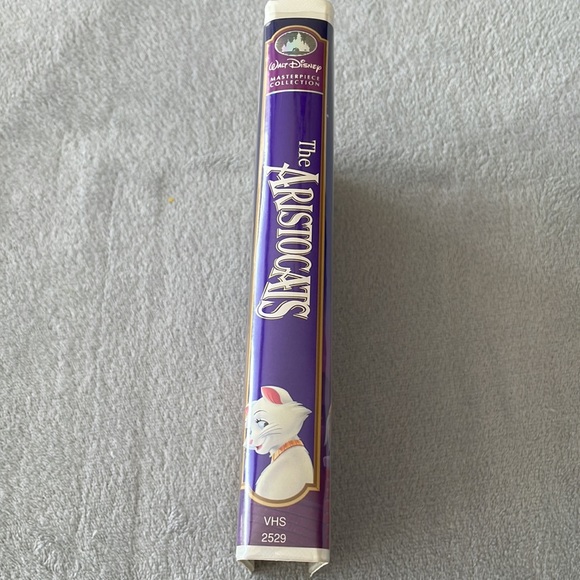 Walt Disney
MASTERPIECE
COLLECTION
The ARISTOCATS
VHS
2529